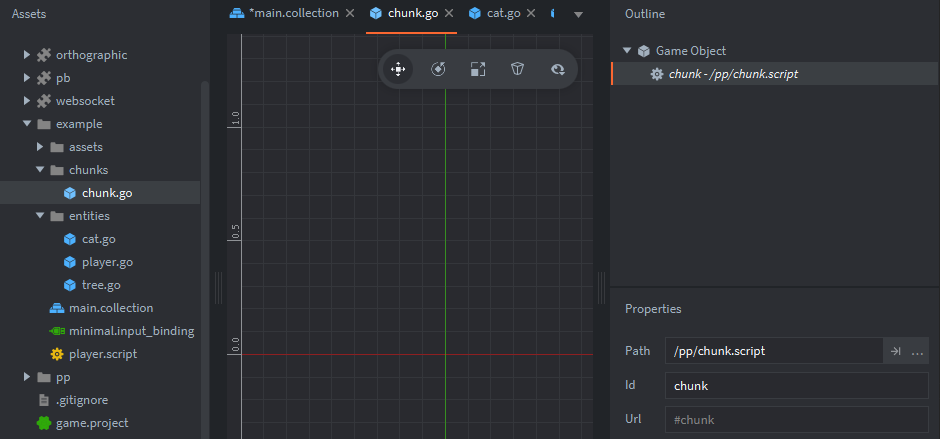 Assets
orthographic
pb
websocket
example
assets
chunks
chunk.go
entities
cat.go
player.go
tree.go
main.collection
minimal.input_binding
player.script
pp
.gitignore
game.project
*main.collection
chunk.go
cat.go
1.0
0.5
0.0
Outline
Game Object
chunk - /pp/chunk.script
Properties
Path /pp/chunk.script ...
Id chunk
Url #chunk